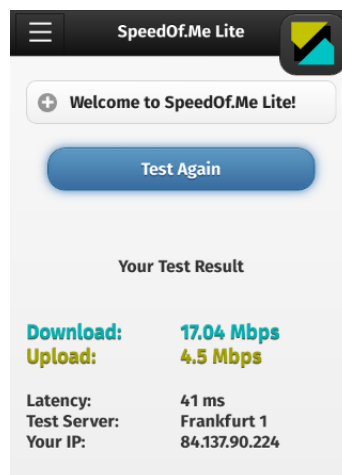 SpeedOf.Me Lite
Welcome to SpeedOf.Me Lite!
Test Again
Your Test Result
Download: 17.04 Mbps
Upload: 4.5 Mbps
Latency: 41 ms
Test Server: Frankfurt 1
Your IP: 84.137.90.224